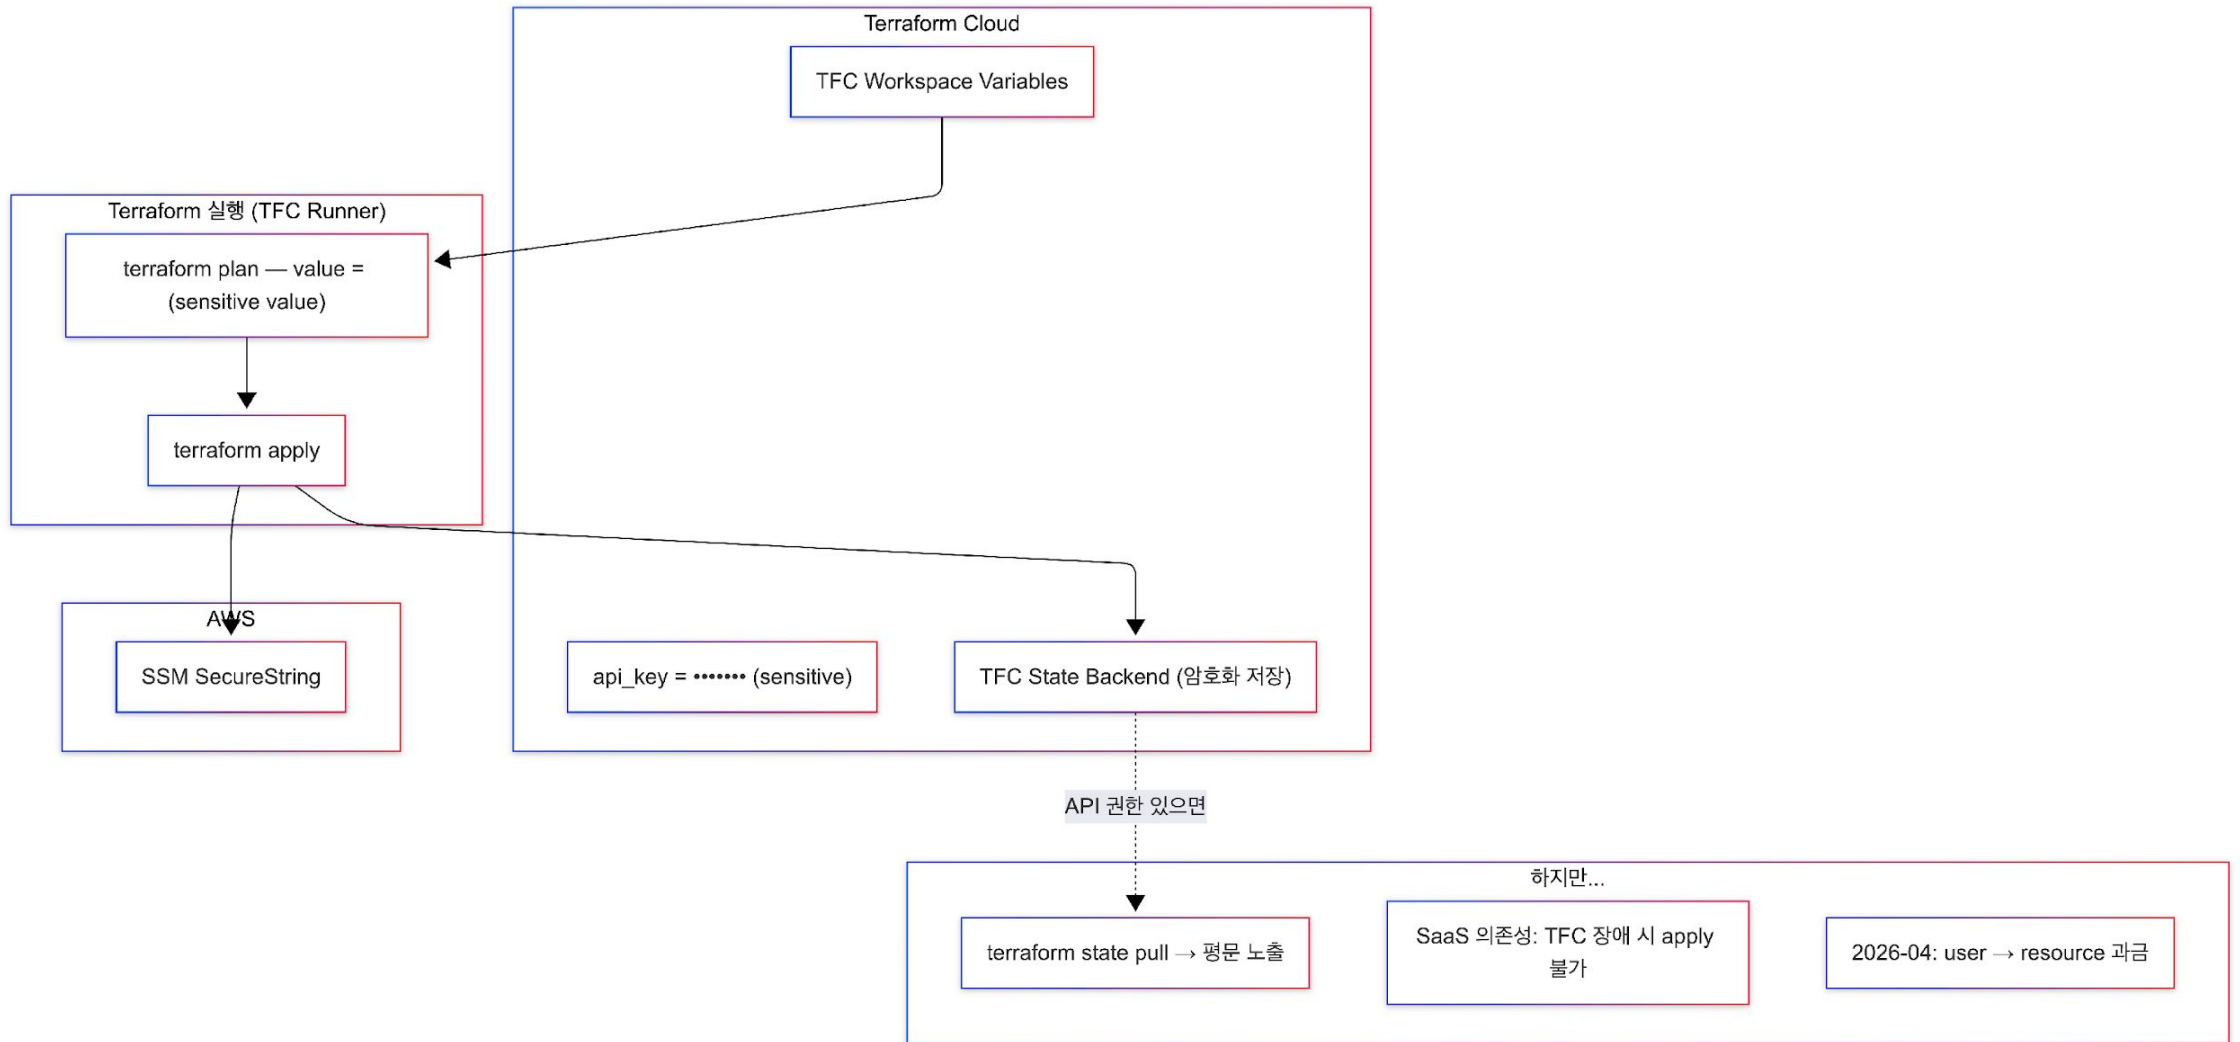 Terraform Cloud
TFC Workspace Variables
Terraform 실행 (TFC Runner)
terraform plan — value =
(sensitive value)
terraform apply
AWS
SSM SecureString
api_key = ••••••• (sensitive)
TFC State Backend (암호화 저장)
API 권한 있으면
하지만...
terraform state pull → 평문 노출
SaaS 의존성: TFC 장애 시 apply
불가
2026-04: user → resource 과금